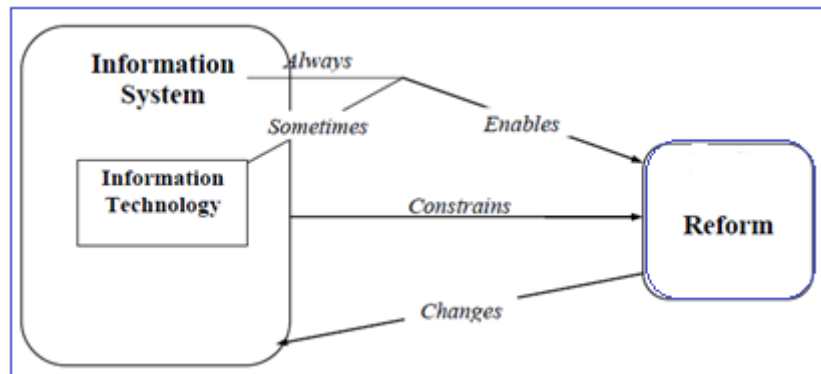 Information
System
Always
Sometimes
Enables
Information
Technology
Constrains
Reform
Changes